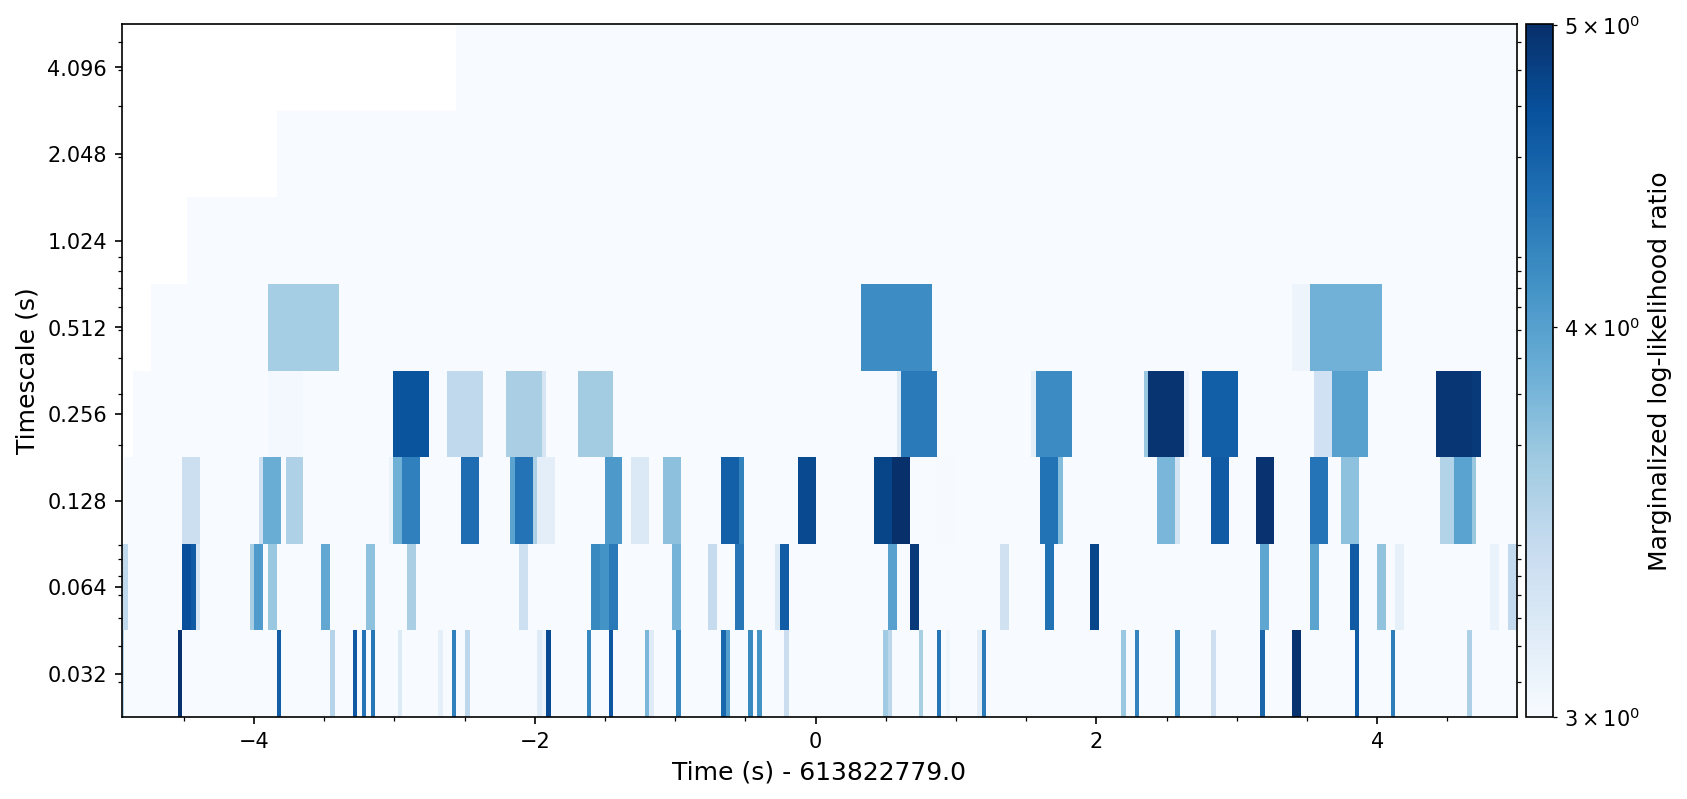 4.096
2.048
1.024
0.512
0.256
0.128
0.064
0.032
Timescale (s)
−4
−2
0
2
4
Time (s) - 613822779.0
5 × 10⁰
4 × 10⁰
3 × 10⁰
Marginalized log-likelihood ratio